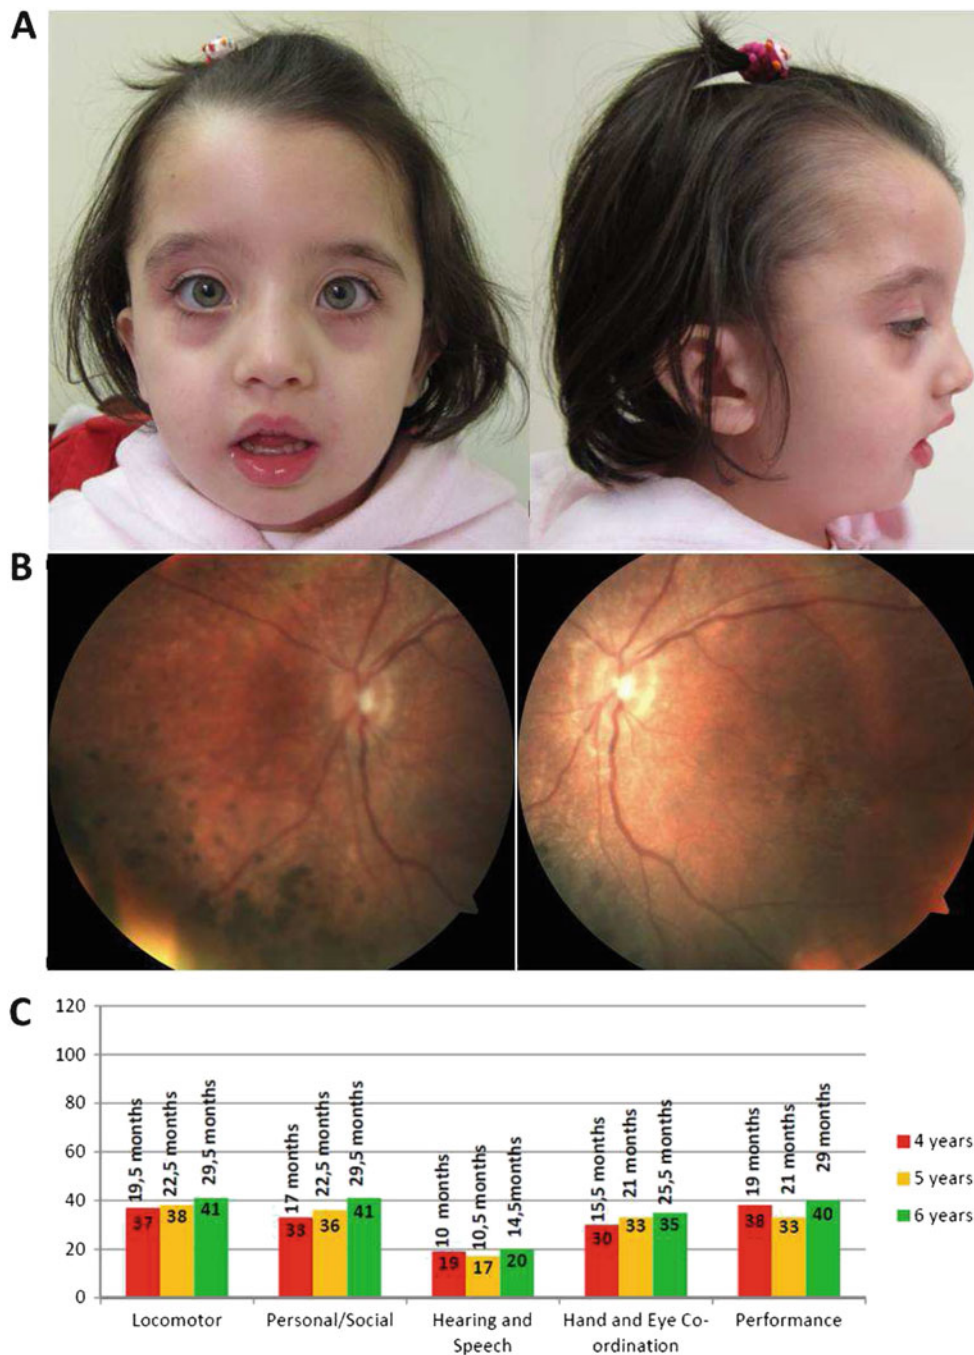 A
B
C
120
100
80
60
40
20
0
19,5 months
22,5 months
29,5 months
37
38
41
17 months
22,5 months
29,5 months
33
36
41
10 months
10,5 months
14,5months
19
17
20
15,5 months
21 months
25,5 months
30
33
35
19 months
21 months
29 months
38
33
40
4 years
5 years
6 years
Locomotor
Personal/Social
Hearing and
Speech
Hand and Eye Co-
ordination
Performance